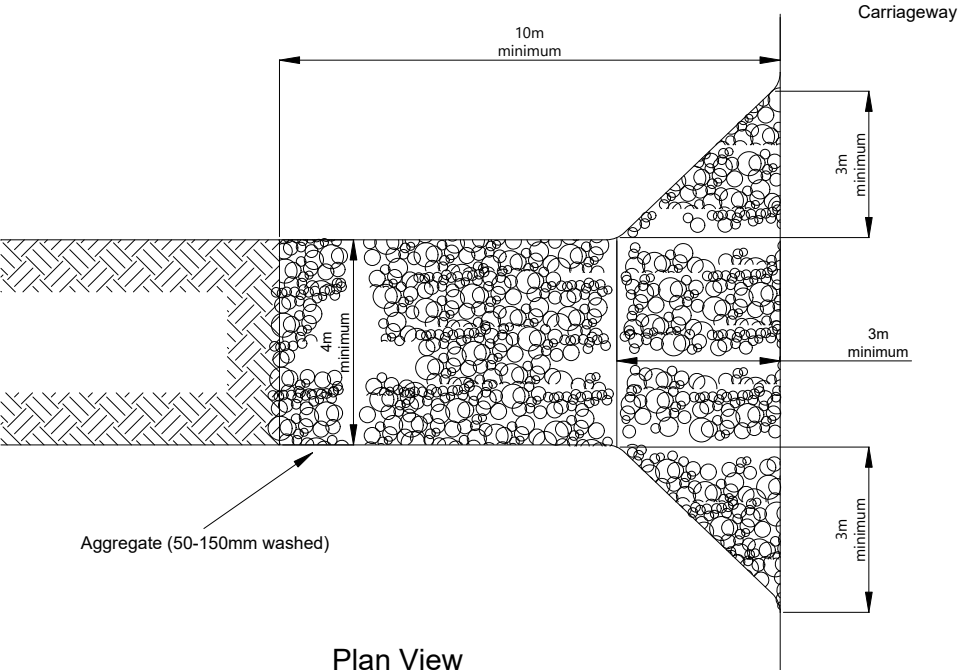 Carriageway
10m
minimum
3m
minimum
4m
minimum
3m
minimum
3m
minimum
Aggregate (50-150mm washed)
Plan View